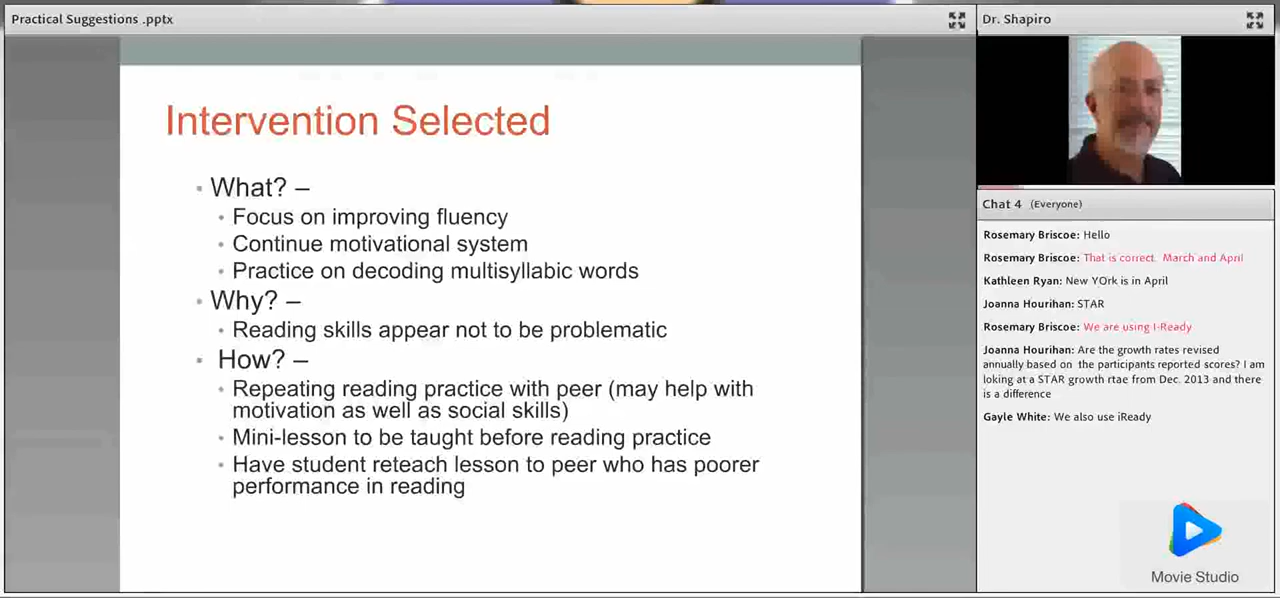 Practical Suggestions .pptx
Intervention Selected
What? –
Focus on improving fluency
Continue motivational system
Practice on decoding multisyllabic words
Why? –
Reading skills appear not to be problematic
How? –
Repeating reading practice with peer (may help with
motivation as well as social skills)
Mini-lesson to be taught before reading practice
Have student reteach lesson to peer who has poorer
performance in reading
Dr. Shapiro
Chat 4 (Everyone)
Rosemary Briscoe: Hello
Rosemary Briscoe: That is correct. March and April
Kathleen Ryan: New YOrk is in April
Joanna Hourihan: STAR
Rosemary Briscoe: We are using I-Ready
Joanna Hourihan: Are the growth rates revised
annually based on the participants reported scores? I am
loking at a STAR growth rtae from Dec. 2013 and there
is a difference
Gayle White: We also use iReady
Movie Studio